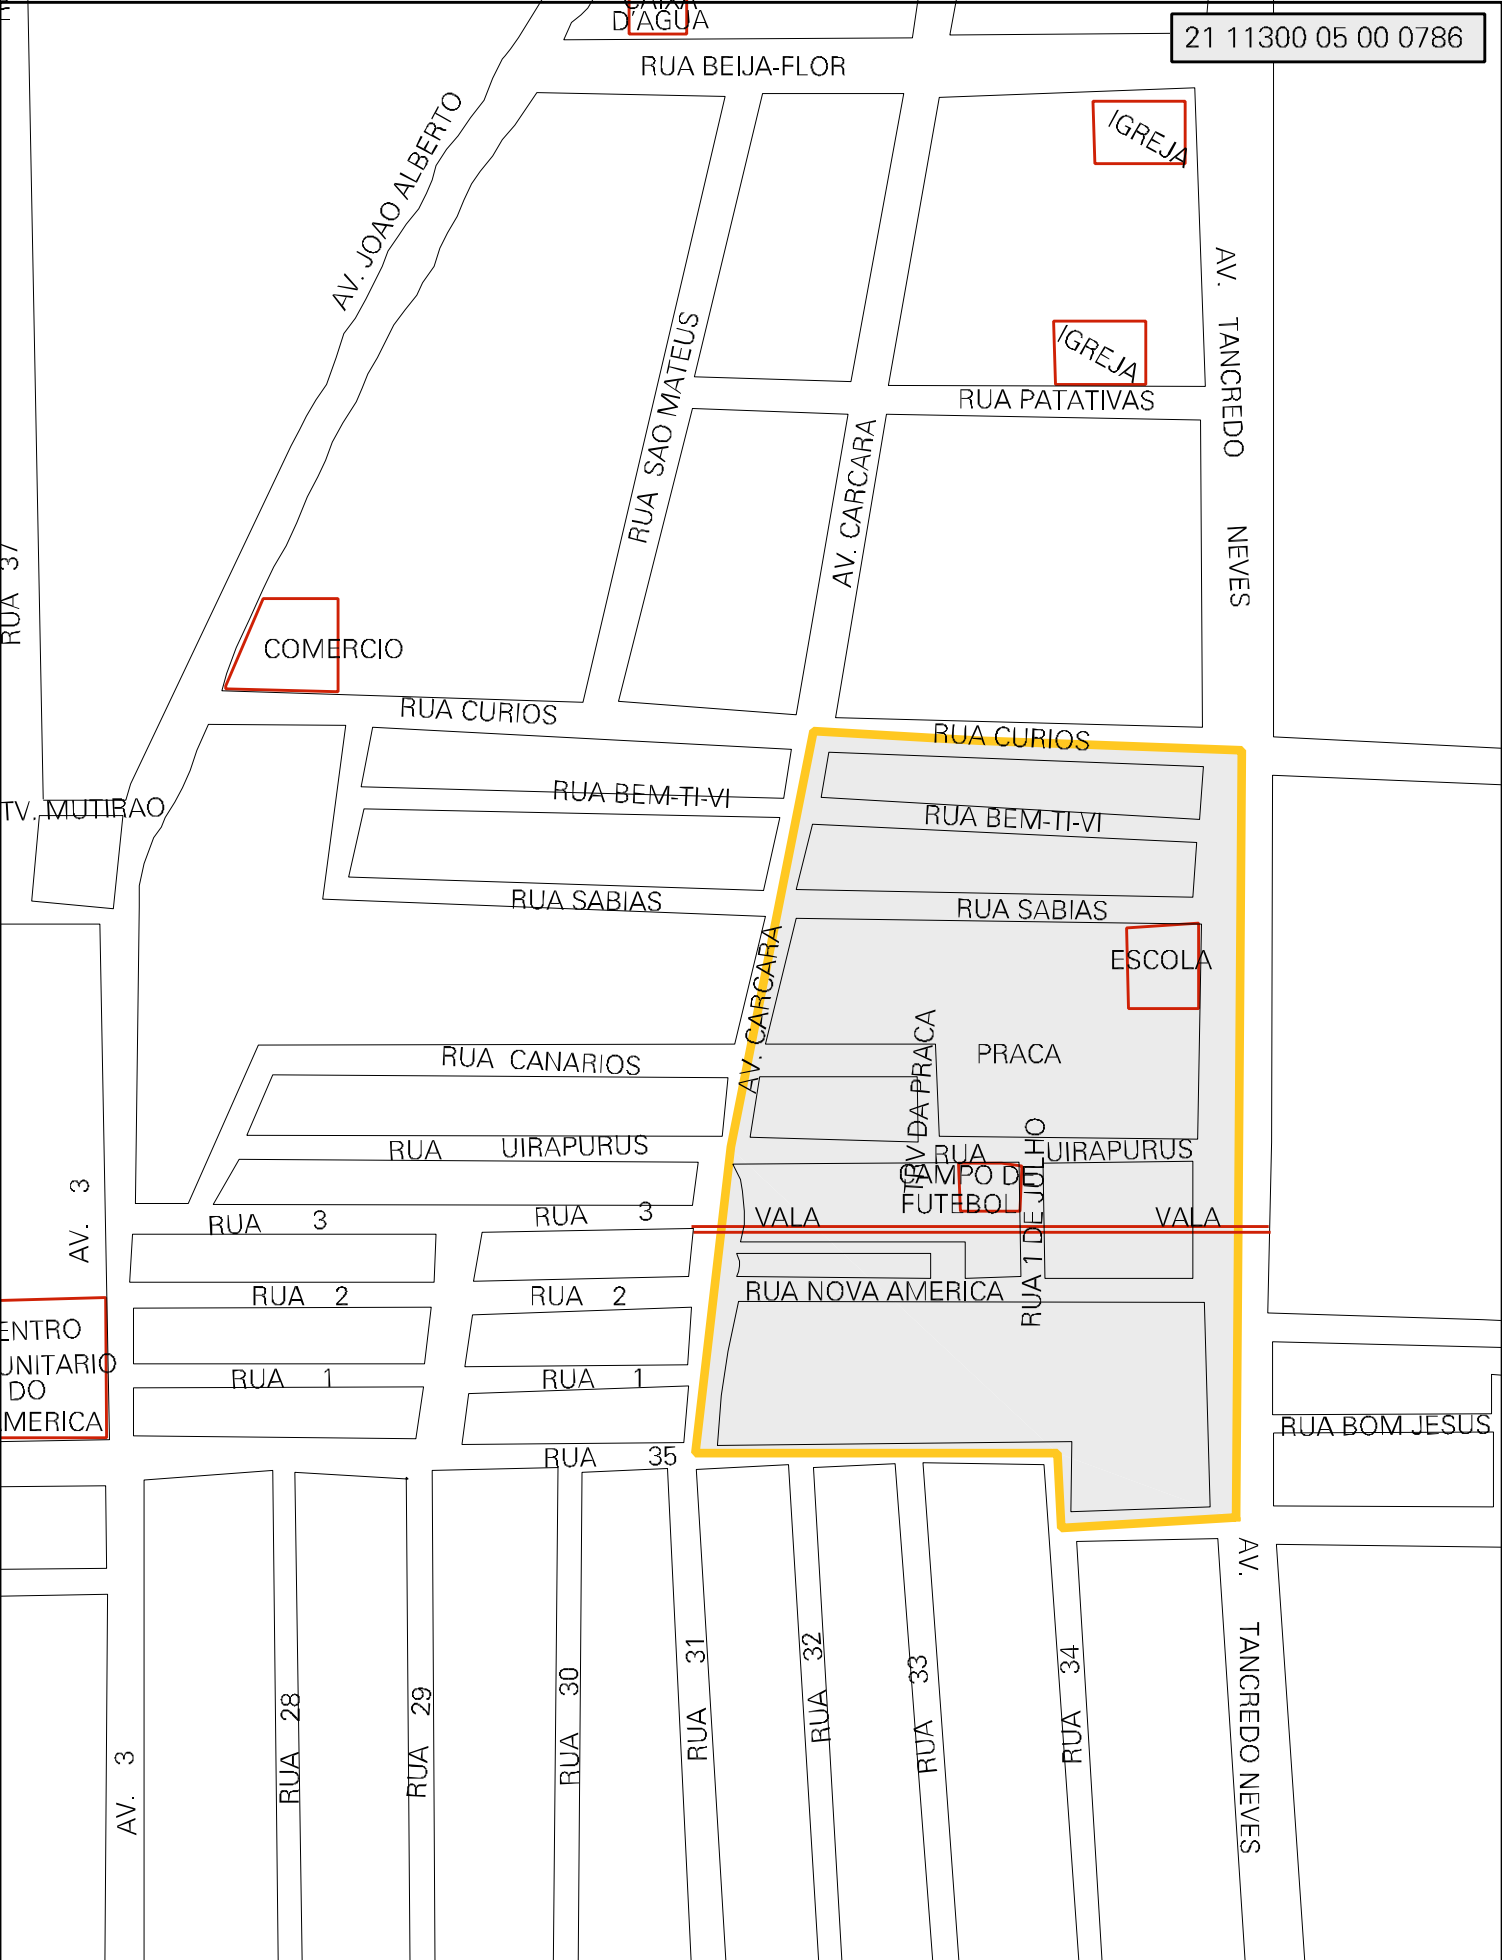 D'AGUA
21 11300 05 00 0786
RUA BEIJA-FLOR
IGREJA
AV. JOAO ALBERTO
AV. TANCREDO NEVES
IGREJA
RUA PATATIVAS
RUA SAO MATEUS
AV. CARCARA
RUA 37
COMERCIO
RUA CURIOS
RUA CURIOS
RUA BEM-TI-VI
TV. MUTIRAO
RUA BEM-TI-VI
RUA SABIAS
RUA SABIAS
ESCOLA
AV. CARCARA
TRV DA PRACA
PRACA
RUA CANARIOS
RUA UIRAPURUS
RUA UIRAPURUS
CAMPO D
FUTEBOL
RUA 1 DE JULHO
AV. 3
RUA 3
RUA 3
VALA
VALA
RUA 2
RUA 2
RUA NOVA AMERICA
ENTRO
UNITARIO
DO
MERICA
RUA 1
RUA 1
RUA BOM JESUS
RUA 35
AV. TANCREDO NEVES
RUA 31
RUA 32
RUA 33
RUA 34
RUA 28
RUA 29
RUA 30
AV. 3